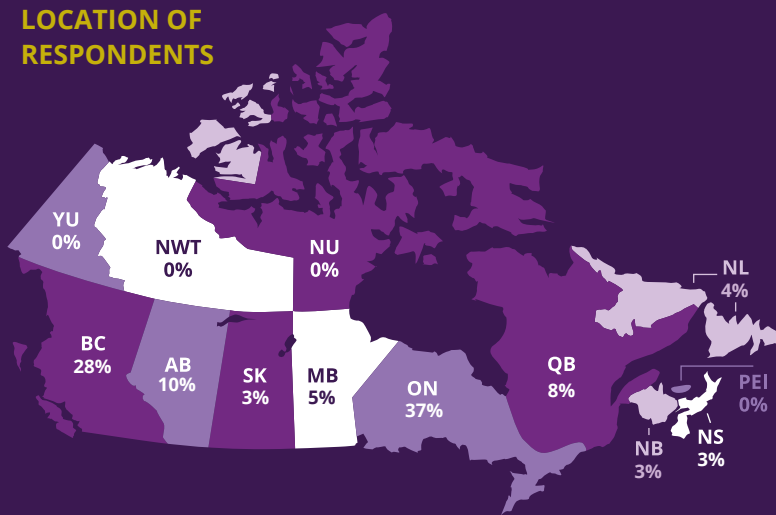 LOCATION OF
RESPONDENTS
YU
0%
NWT
0%
NU
0%
NL
4%
BC
28%
AB
10%
SK
3%
MB
5%
ON
37%
QB
8%
PEI
0%
NB
3%
NS
3%